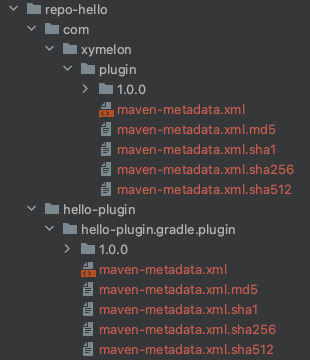 repo-hello
com
xymelon
plugin
1.0.0
maven-metadata.xml
maven-metadata.xml.md5
maven-metadata.xml.sha1
maven-metadata.xml.sha256
maven-metadata.xml.sha512
hello-plugin
hello-plugin.gradle.plugin
1.0.0
maven-metadata.xml
maven-metadata.xml.md5
maven-metadata.xml.sha1
maven-metadata.xml.sha256
maven-metadata.xml.sha512